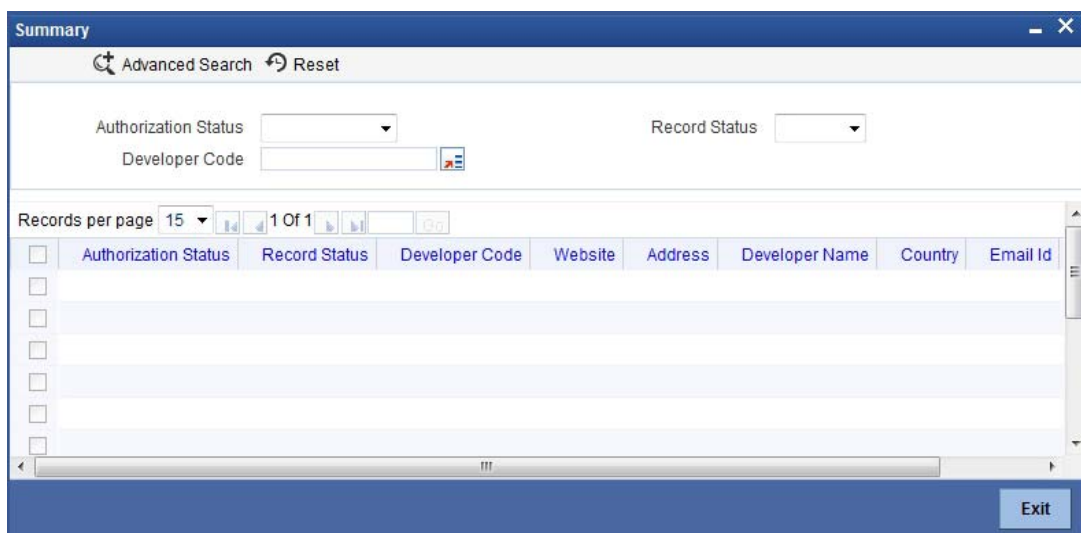 Summary
Advanced Search Reset
Authorization Status Record Status
Developer Code
Records per page 15 1 Of 1 Go
Authorization Status Record Status Developer Code Website Address Developer Name Country Email Id
Exit